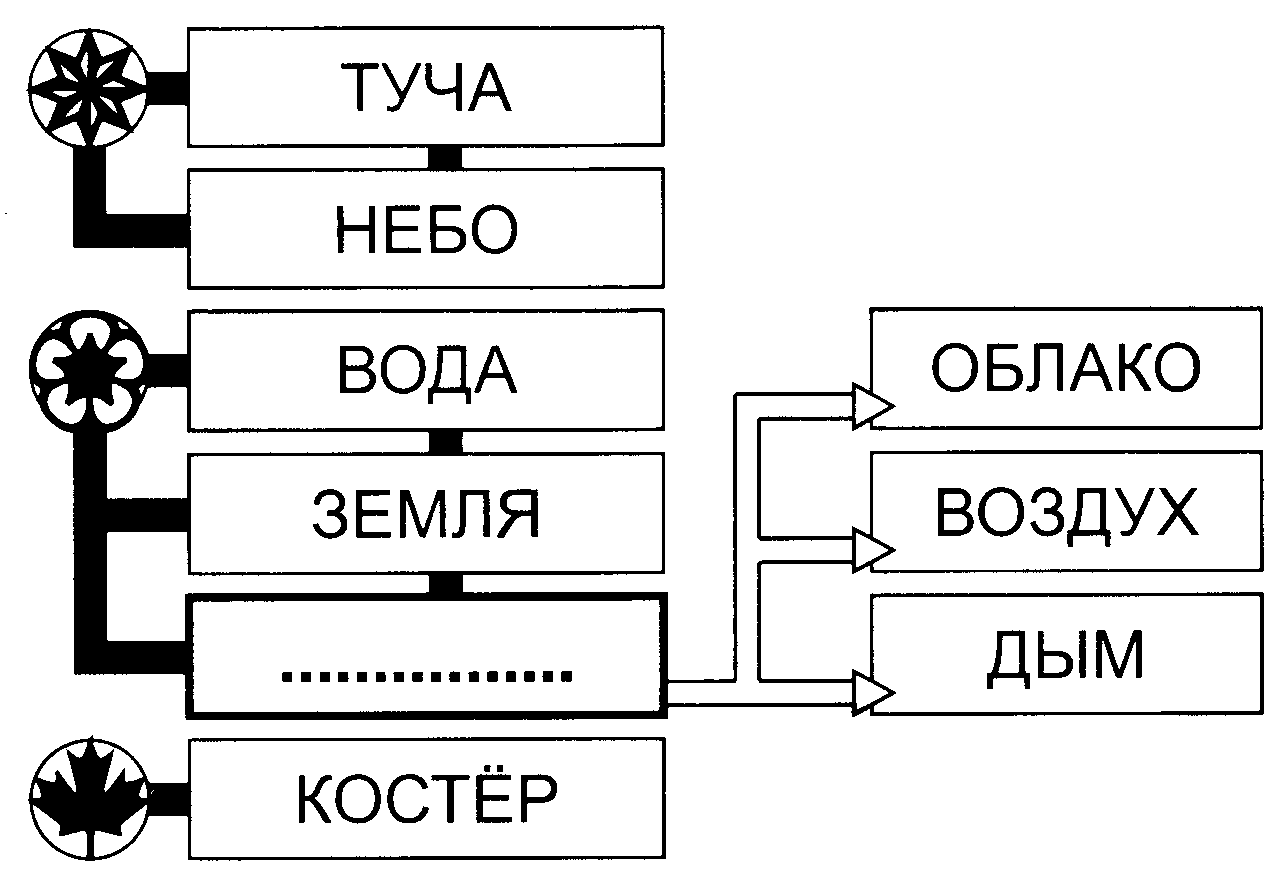 ТУЧА
НЕБО
ВОДА
ЗЕМЛЯ
................
КОСТЁР
ОБЛАКО
ВОЗДУХ
ДЫМ